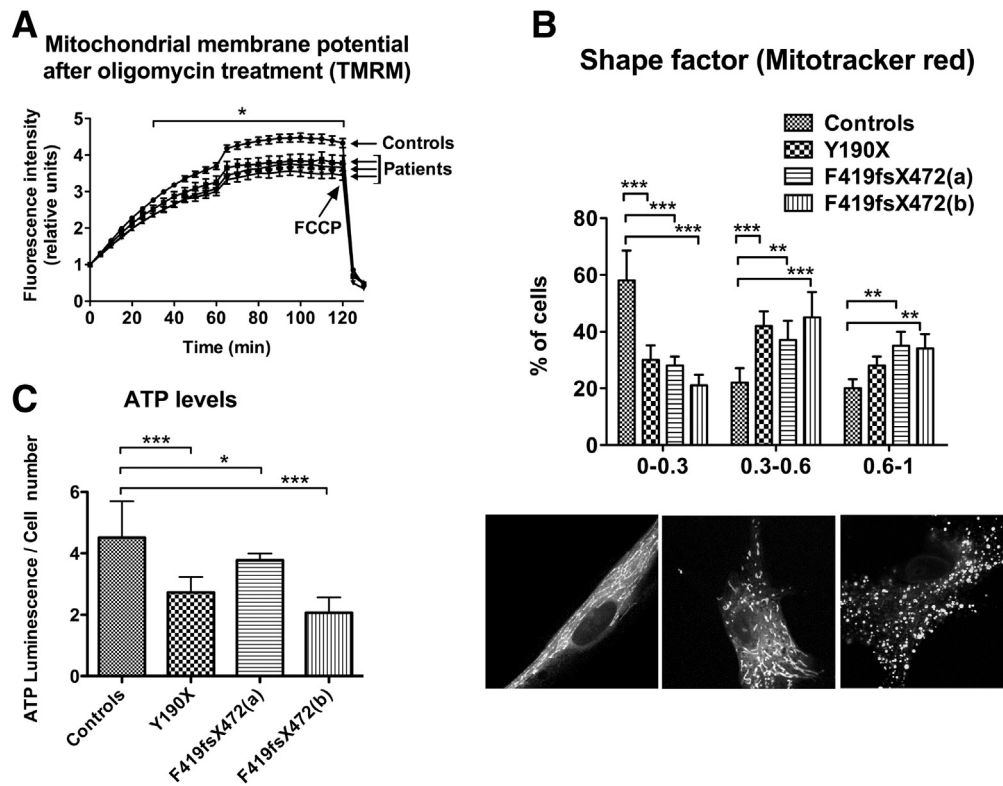 A
Mitochondrial membrane potential
after oligomycin treatment (TMRM)
Fluorescence intensity
(relative units)
5
4
3
2
1
0
*
Controls
Patients
FCCP
0 20 40 60 80 100 120
Time (min)
B
Shape factor (Mitotracker red)
Controls
Y190X
F419fsX472(a)
F419fsX472(b)
% of cells
80
60
40
20
0
*** 
***
***
***
**
***
**
**
0-0.3 0.3-0.6 0.6-1
C
ATP levels
ATP Luminescence / Cell number
6
4
2
0
***
*
***
Controls
Y190X
F419fsX472(a)
F419fsX472(b)